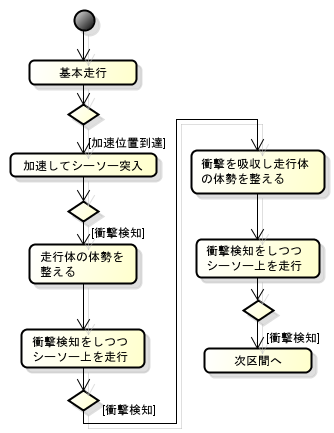 基本走行
[加速位置到達]
加速してシーソー突入
[衝撃検知]
走行体の体勢を
整える
衝撃検知をしつつ
シーソー上を走行
[衝撃検知]
衝撃を吸収し走行体
の体勢を整える
衝撃検知をしつつ
シーソー上を走行
[衝撃検知]
次区間へ